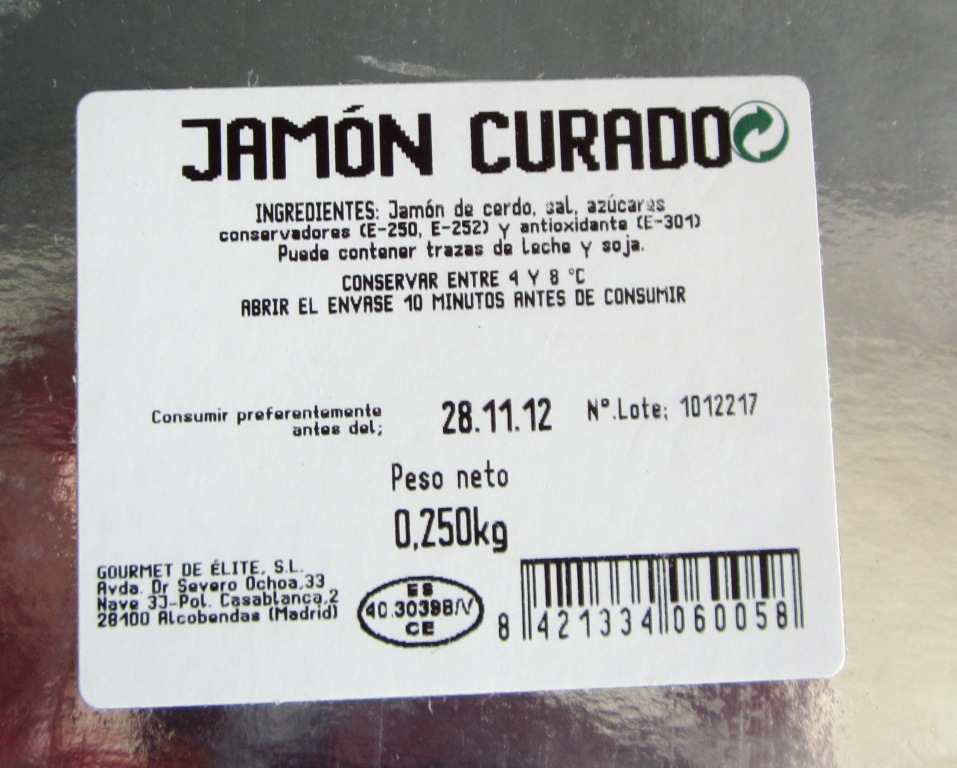 JAMÓN CURADO
INGREDIENTES: Jamón de cerdo, sal, azúcares
conservadores (E-250, E-252) y antioxidante (E-301)
Puede contener trazas de leche y soja.
CONSERVAR ENTRE 4 Y 8 °C
ABRIR EL ENVASE 10 MINUTOS ANTES DE CONSUMIR
Consumir preferentemente
antes del;
28.11.12
Nº.Lote; 1012217
Peso neto
0,250kg
GOURMET DE ÉLITE, S.L.
Avda. Dr Severo Ochoa,33
Nave 3J-Pol. Casablanca,2
28100 Alcobendas (Madrid)
ES
40.30398/V
CE
8 421334 060058